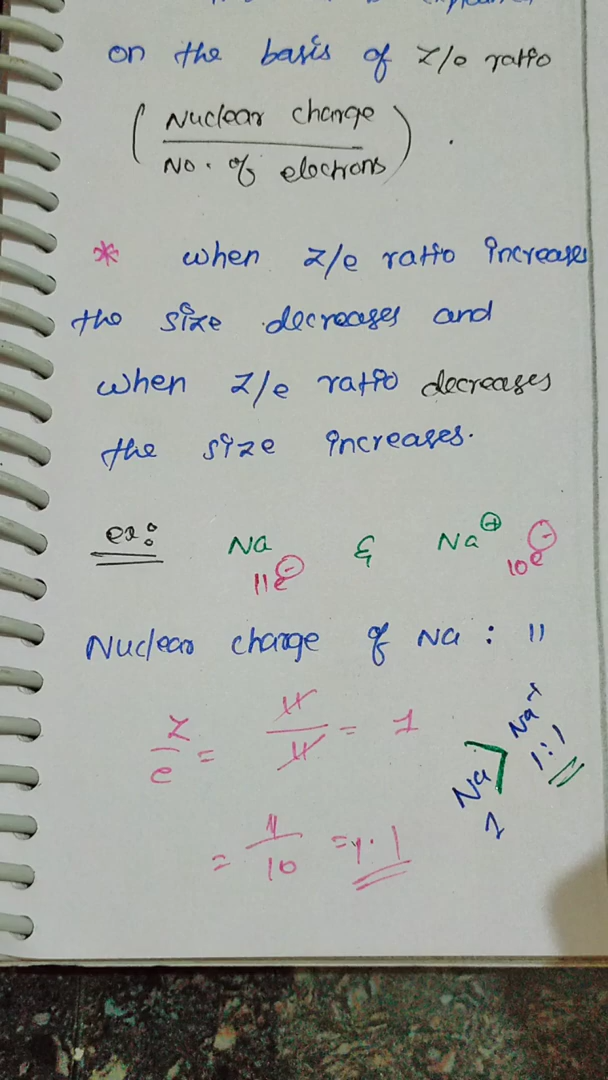 on the basis of Z/e ratio
( Nuclear charge / No. of electrons ) .
* when Z/e ratio increases
the size decreases and
when Z/e ratio decreases
the size increases.
ex: Na 11e⊖ & Na⊕ 10e⊖
Nuclear charge of Na : 11
Z/e = 11/11 = 1
= 11/10 = 1.1
Na > Na+
1 1:1